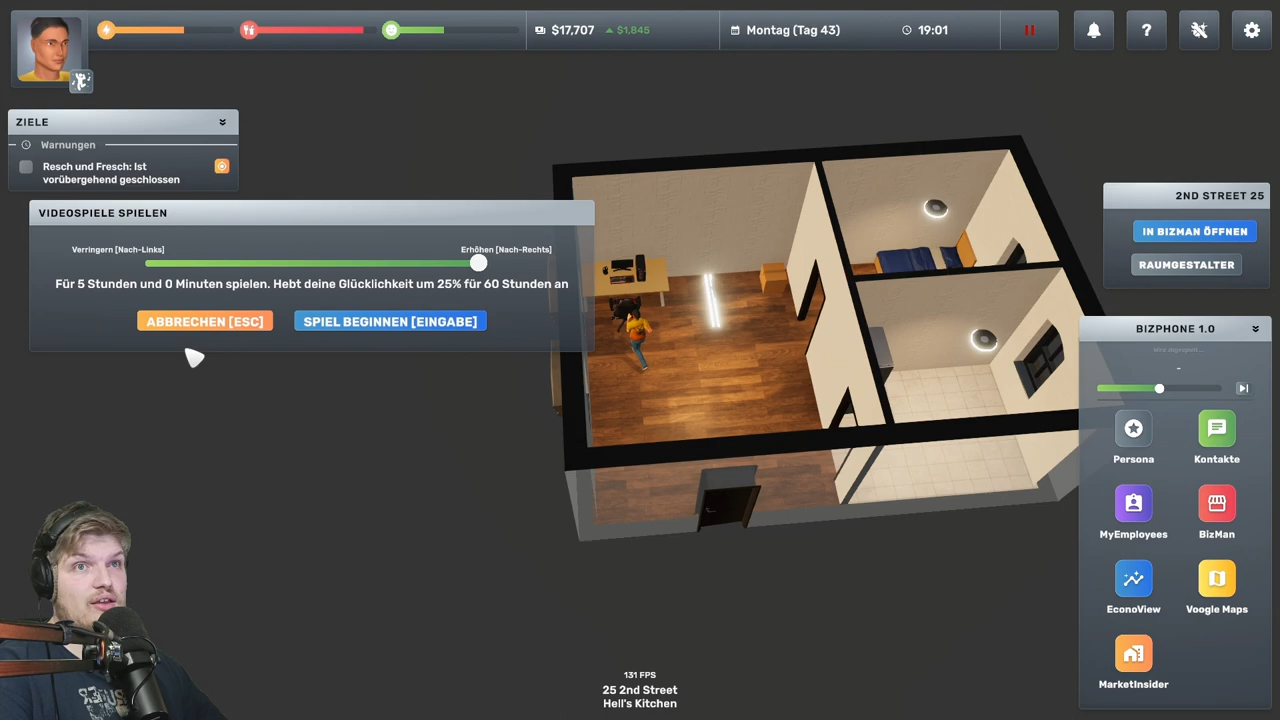 $17,707
$1,845
Montag (Tag 43)
19:01
?
ZIELE
Warnungen
Resch und Fresch: Ist
vorübergehend geschlossen
VIDEOSPIELE SPIELEN
Verringern [Nach-Links]
Erhöhen [Nach-Rechts]
Für 5 Stunden und 0 Minuten spielen. Hebt deine Glücklichkeit um 25% für 60 Stunden an
ABBRECHEN [ESC]
SPIEL BEGINNEN [EINGABE]
2ND STREET 25
IN BIZMAN ÖFFNEN
RAUMGESTALTER
BIZPHONE 1.0
-
Persona
Kontakte
MyEmployees
BizMan
EconoView
Voogle Maps
MarketInsider
131 FPS
25 2nd Street
Hell's Kitchen